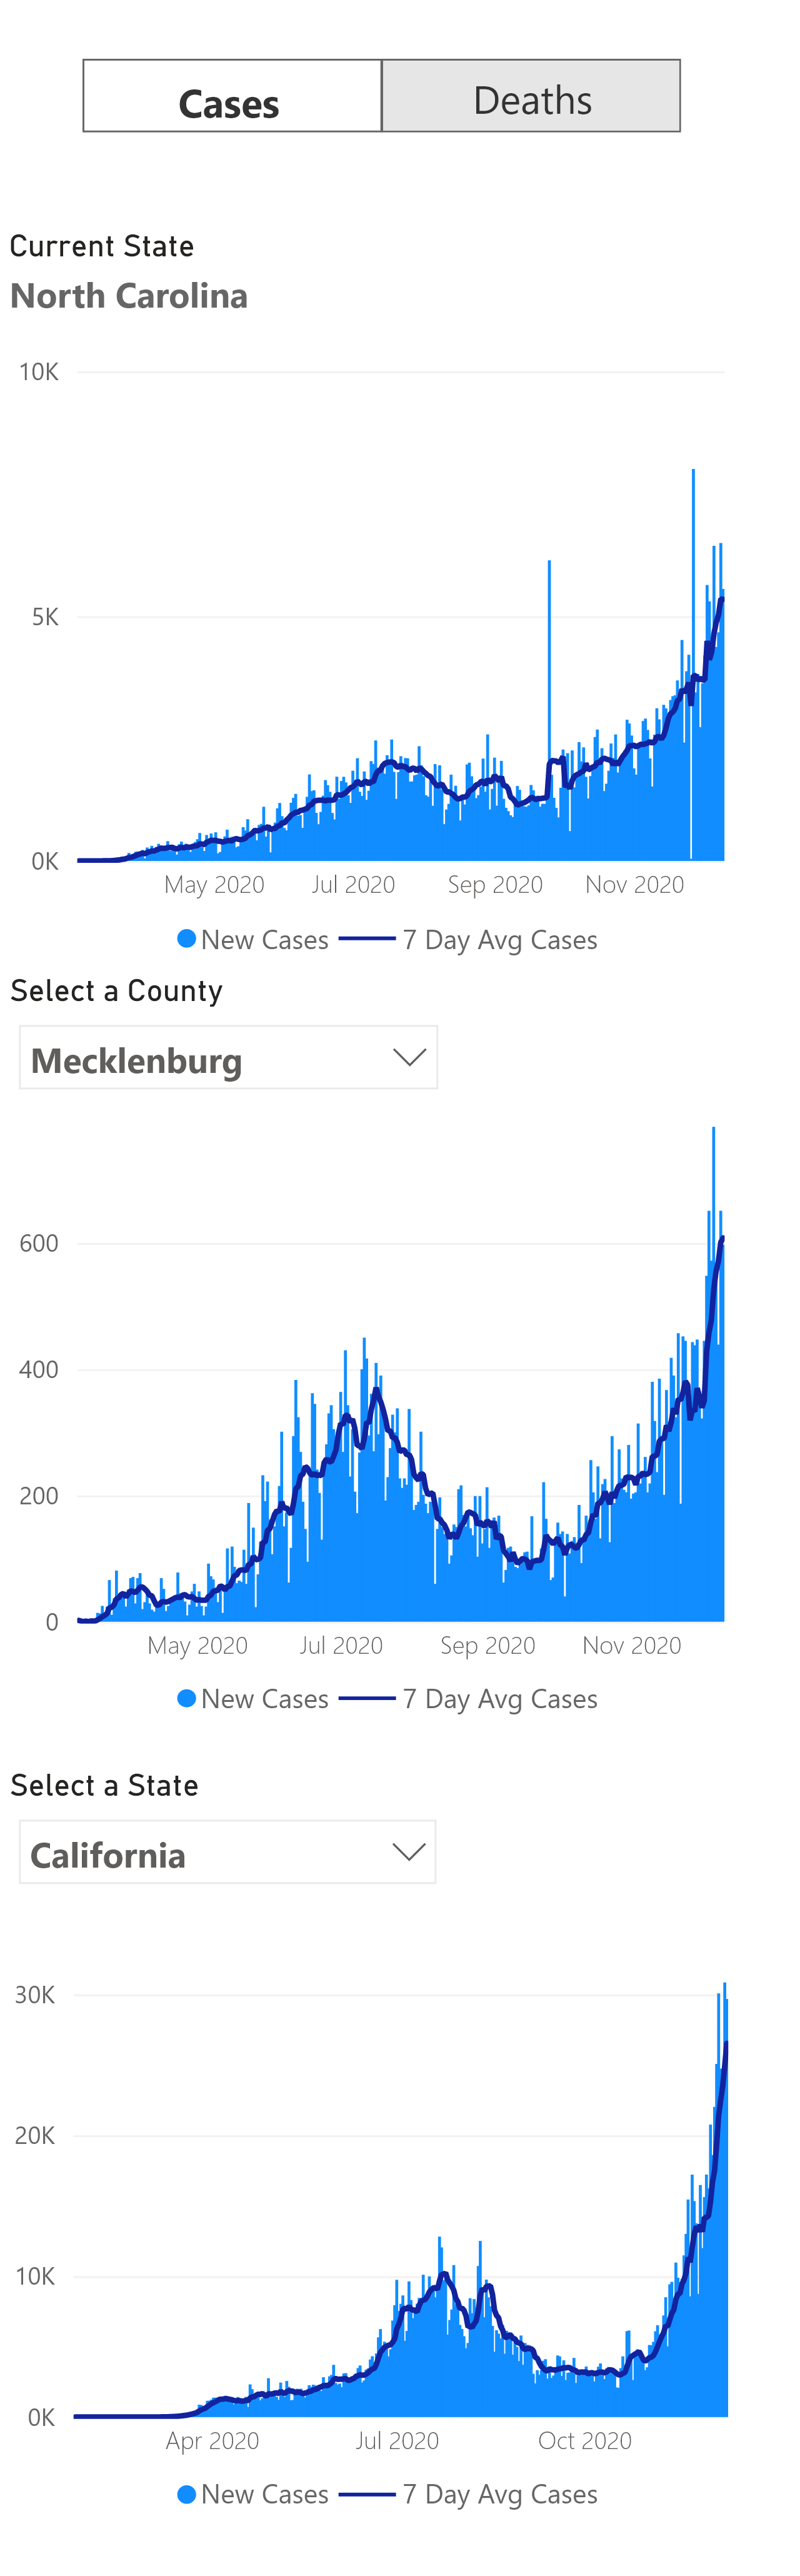 Cases Deaths
Current State
North Carolina
10K
5K
0K
May 2020 Jul 2020 Sep 2020 Nov 2020
New Cases 7 Day Avg Cases
Select a County
Mecklenburg
600
400
200
0
May 2020 Jul 2020 Sep 2020 Nov 2020
New Cases 7 Day Avg Cases
Select a State
California
30K
20K
10K
0K
Apr 2020 Jul 2020 Oct 2020
New Cases 7 Day Avg Cases